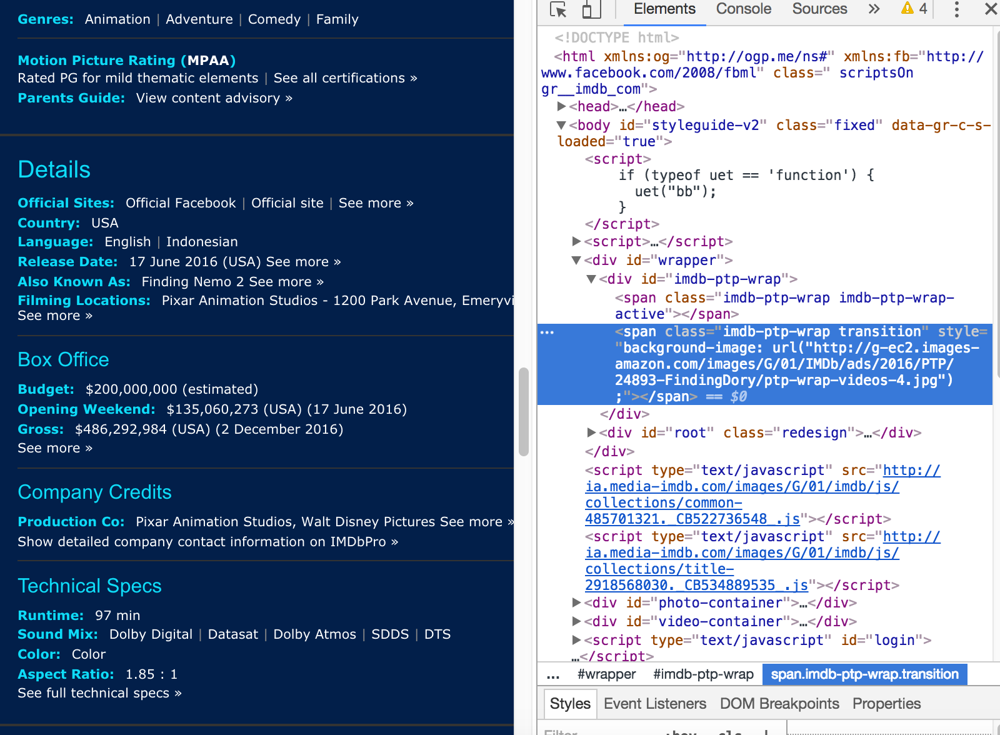 Genres: Animation | Adventure | Comedy | Family
Motion Picture Rating (MPAA)
Rated PG for mild thematic elements | See all certifications »
Parents Guide: View content advisory »
Details
Official Sites: Official Facebook | Official site | See more »
Country: USA
Language: English | Indonesian
Release Date: 17 June 2016 (USA) See more »
Also Known As: Finding Nemo 2 See more »
Filming Locations: Pixar Animation Studios - 1200 Park Avenue, Emeryvi
See more »
Box Office
Budget: $200,000,000 (estimated)
Opening Weekend: $135,060,273 (USA) (17 June 2016)
Gross: $486,292,984 (USA) (2 December 2016)
See more »
Company Credits
Production Co: Pixar Animation Studios, Walt Disney Pictures See more »
Show detailed company contact information on IMDbPro »
Technical Specs
Runtime: 97 min
Sound Mix: Dolby Digital | Datasat | Dolby Atmos | SDDS | DTS
Color: Color
Aspect Ratio: 1.85 : 1
See full technical specs »
Elements Console Sources » 4
<!DOCTYPE html>
<html xmlns:og="http://ogp.me/ns#" xmlns:fb="http://
www.facebook.com/2008/fbml" class=" scriptsOn
gr__imdb_com">
<head>…</head>
<body id="styleguide-v2" class="fixed" data-gr-c-s-
loaded="true">
<script>
if (typeof uet == 'function') {
uet("bb");
}
</script>
<script>…</script>
<div id="wrapper">
<div id="imdb-ptp-wrap">
<span class="imdb-ptp-wrap imdb-ptp-wrap-
active"></span>
… <span class="imdb-ptp-wrap transition" style=
"background-image: url("http://g-ec2.images-
amazon.com/images/G/01/IMDb/ads/2016/PTP/
24893-FindingDory/ptp-wrap-videos-4.jpg")
;"></span> == $0
</div>
<div id="root" class="redesign">…</div>
</div>
<script type="text/javascript" src="http://
ia.media-imdb.com/images/G/01/imdb/js/
collections/common-
485701321._CB522736548_.js"></script>
<script type="text/javascript" src="http://
ia.media-imdb.com/images/G/01/imdb/js/
collections/title-
2918568030._CB534889535_.js"></script>
<div id="photo-container">…</div>
<div id="video-container">…</div>
<script type="text/javascript" id="login">
…</script>
... #wrapper #imdb-ptp-wrap span.imdb-ptp-wrap.transition
Styles Event Listeners DOM Breakpoints Properties
Filter :hov .cls